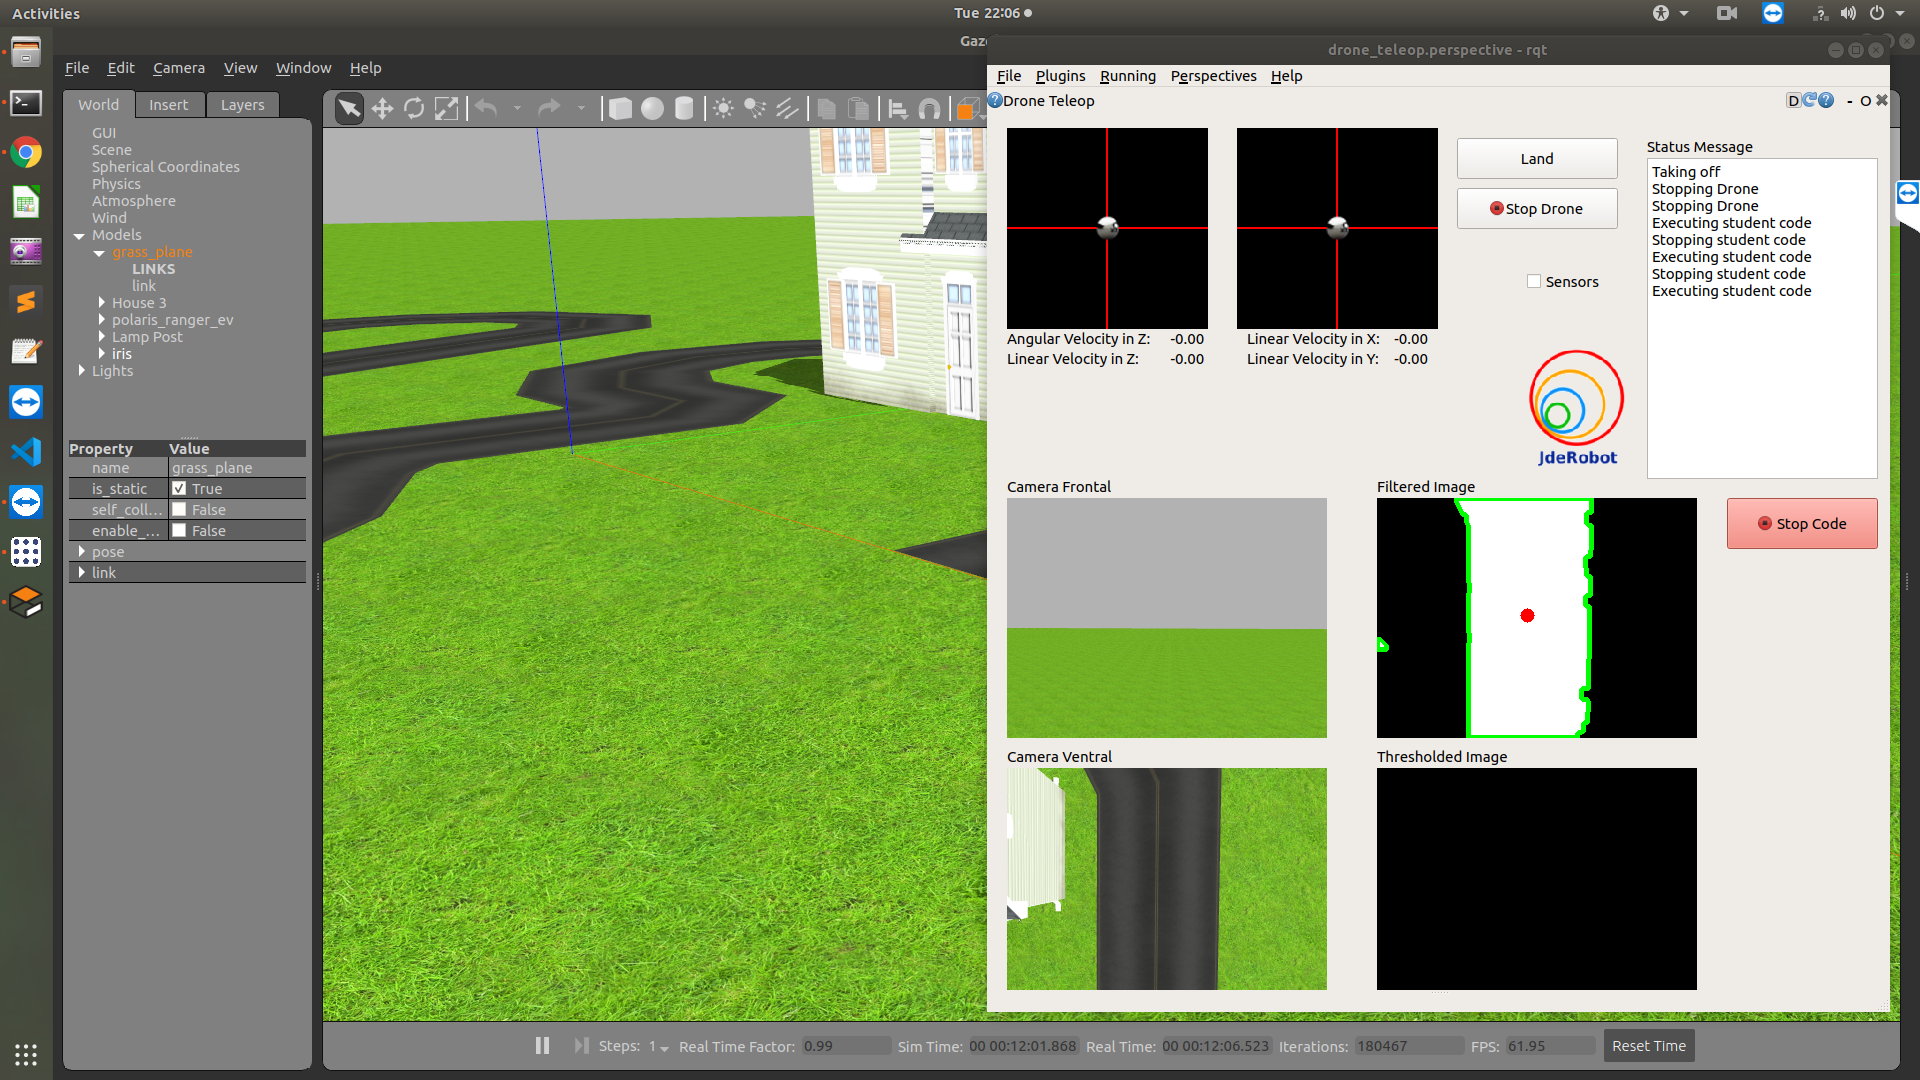 Activities
Tue 22:06
Gaz
File Edit Camera View Window Help
World Insert Layers
GUI
Scene
Spherical Coordinates
Physics
Atmosphere
Wind
Models
grass_plane
LINKS
link
House 3
polaris_ranger_ev
Lamp Post
iris
Lights
Property Value
name grass_plane
is_static True
self_coll... False
enable_... False
pose
link
Steps: 1 Real Time Factor: 0.99 Sim Time: 00 00:12:01.868 Real Time: 00 00:12:06.523 Iterations: 180467 FPS: 61.95 Reset Time
drone_teleop.perspective - rqt
File Plugins Running Perspectives Help
Drone Teleop
D - O
Angular Velocity in Z: -0.00
Linear Velocity in Z: -0.00
Linear Velocity in X: -0.00
Linear Velocity in Y: -0.00
Land
Stop Drone
Sensors
JdeRobot
Status Message
Taking off
Stopping Drone
Stopping Drone
Executing student code
Stopping student code
Executing student code
Stopping student code
Executing student code
Camera Frontal
Filtered Image
Stop Code
Camera Ventral
Thresholded Image